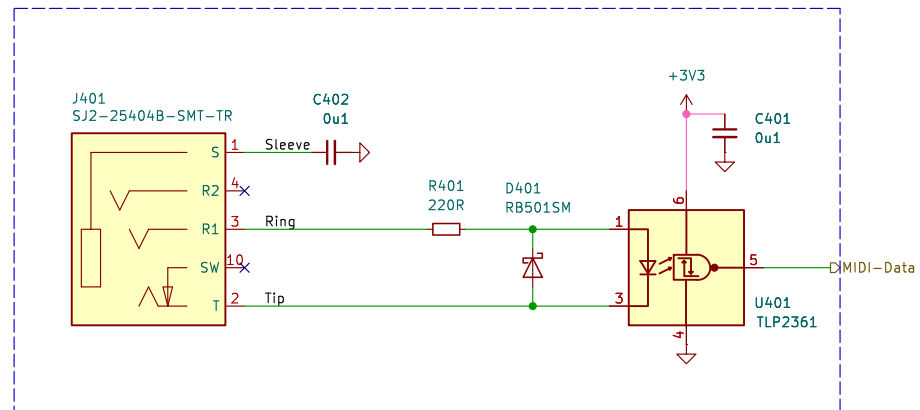 +3V3
J401
SJ2-25404B-SMT-TR
C402
0u1
C401
0u1
S
1
Sleeve
R2
4
R401
220R
D401
RB501SM
6
R1
3
Ring
1
SW
10
5
MIDI-Data
T
2
Tip
3
U401
TLP2361
4